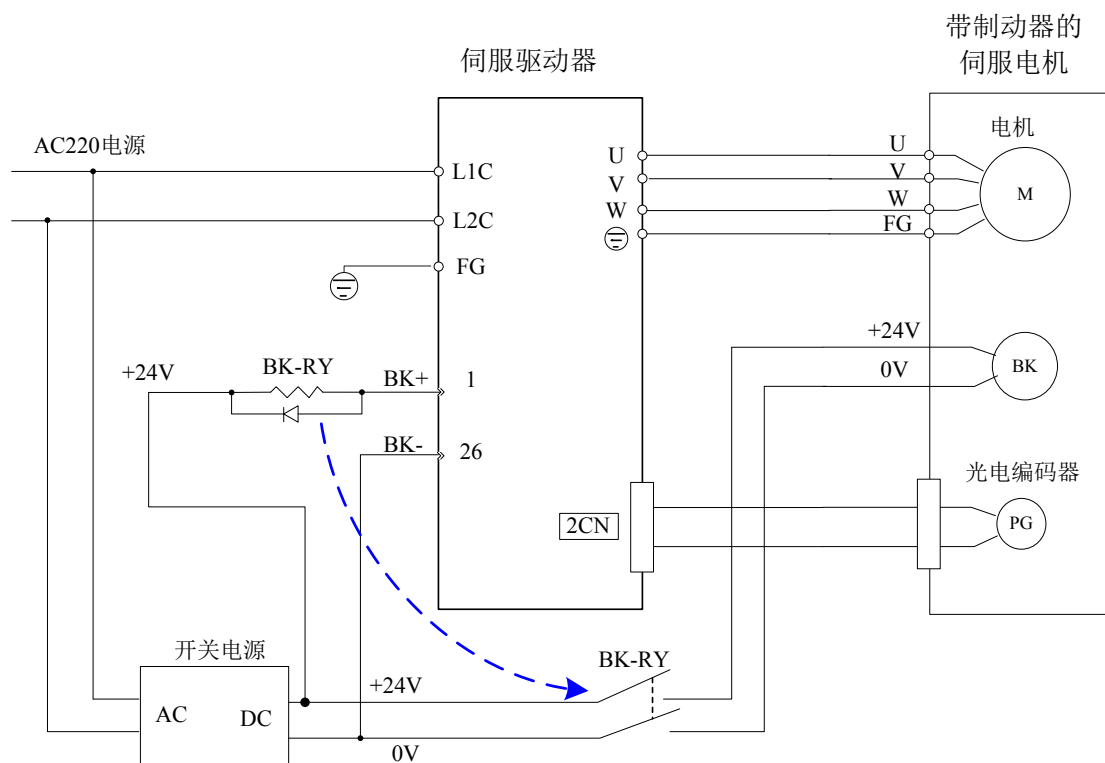 带制动器的
伺服电机
伺服驱动器
电机
AC220电源
U
U
V
V
W
W
FG
M
L1C
L2C
FG
+24V
0V
BK
BK-RY
+24V
BK+
1
BK-
26
光电编码器
2CN
PG
开关电源
BK-RY
+24V
AC
DC
0V